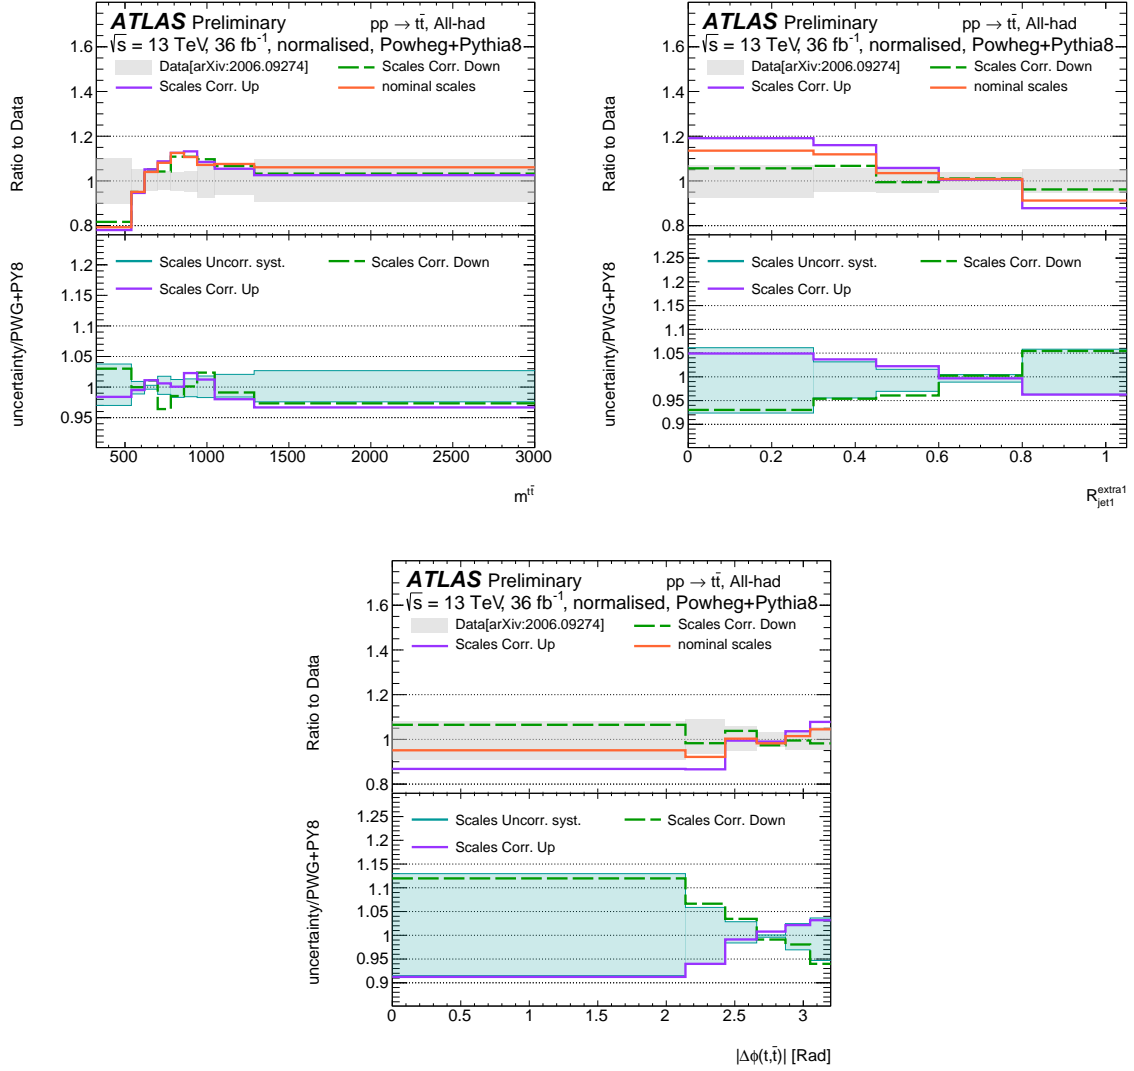 ATLAS Preliminary pp → tt̄, All-had
√s = 13 TeV, 36 fb⁻¹, normalised, Powheg+Pythia8
Data[arXiv:2006.09274] Scales Corr. Down
Scales Corr. Up nominal scales
Ratio to Data
1.6
1.4
1.2
1
0.8
Scales Uncorr. syst. Scales Corr. Down
Scales Corr. Up
uncertainty/PWG+PY8
1.2
1.15
1.1
1.05
1
0.95
500 1000 1500 2000 2500 3000
m^{tt̄}
ATLAS Preliminary pp → tt̄, All-had
√s = 13 TeV, 36 fb⁻¹, normalised, Powheg+Pythia8
Data[arXiv:2006.09274] Scales Corr. Down
Scales Corr. Up nominal scales
Ratio to Data
1.6
1.4
1.2
1
0.8
Scales Uncorr. syst. Scales Corr. Down
Scales Corr. Up
uncertainty/PWG+PY8
1.25
1.2
1.15
1.1
1.05
1
0.95
0.9
0 0.2 0.4 0.6 0.8 1
R^{extra1}_{jet1}
ATLAS Preliminary pp → tt̄, All-had
√s = 13 TeV, 36 fb⁻¹, normalised, Powheg+Pythia8
Data[arXiv:2006.09274] Scales Corr. Down
Scales Corr. Up nominal scales
Ratio to Data
1.6
1.4
1.2
1
0.8
Scales Uncorr. syst. Scales Corr. Down
Scales Corr. Up
uncertainty/PWG+PY8
1.25
1.2
1.15
1.1
1.05
1
0.95
0.9
0 0.5 1 1.5 2 2.5 3
|Δϕ(t,t̄)| [Rad]